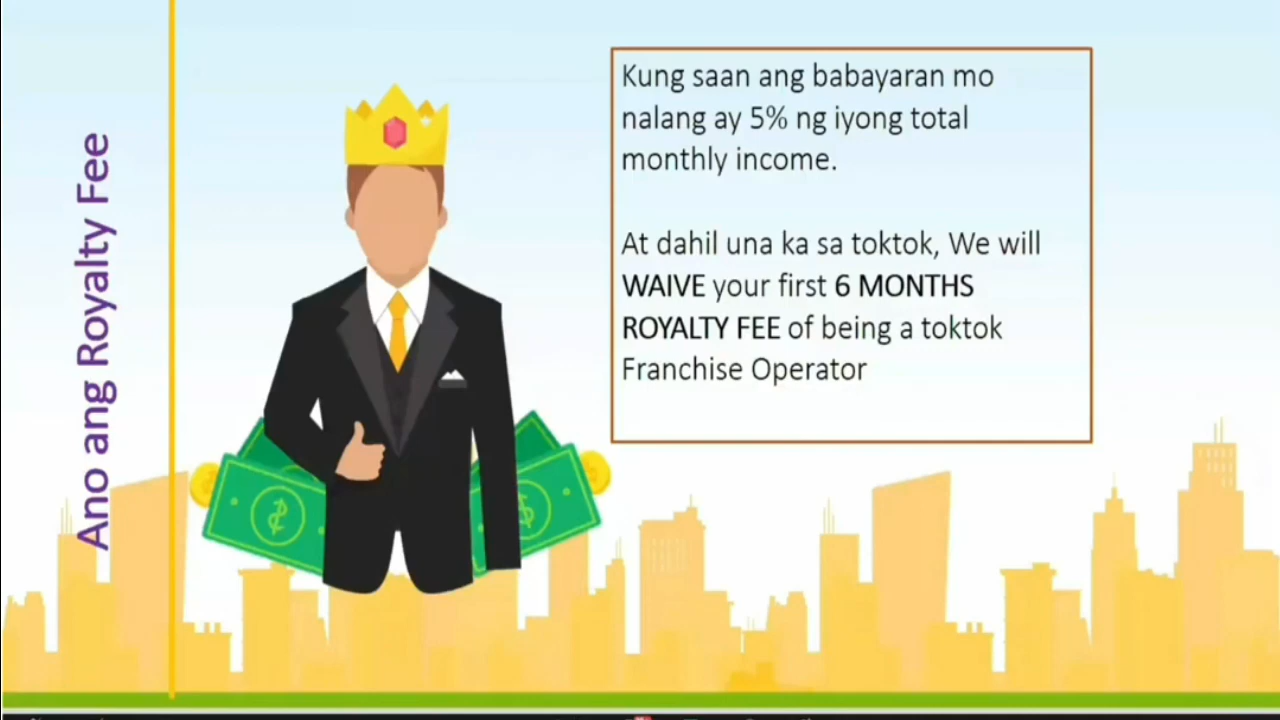 Ano ang Royalty Fee
Kung saan ang babayaran mo
nalang ay 5% ng iyong total
monthly income.
At dahil una ka sa toktok, We will
WAIVE your first 6 MONTHS
ROYALTY FEE of being a toktok
Franchise Operator